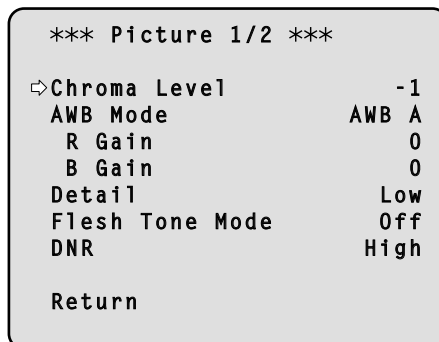 *** Picture 1/2 ***
⇨Chroma Level -1
AWB Mode AWB A
R Gain 0
B Gain 0
Detail Low
Flesh Tone Mode Off
DNR High
Return